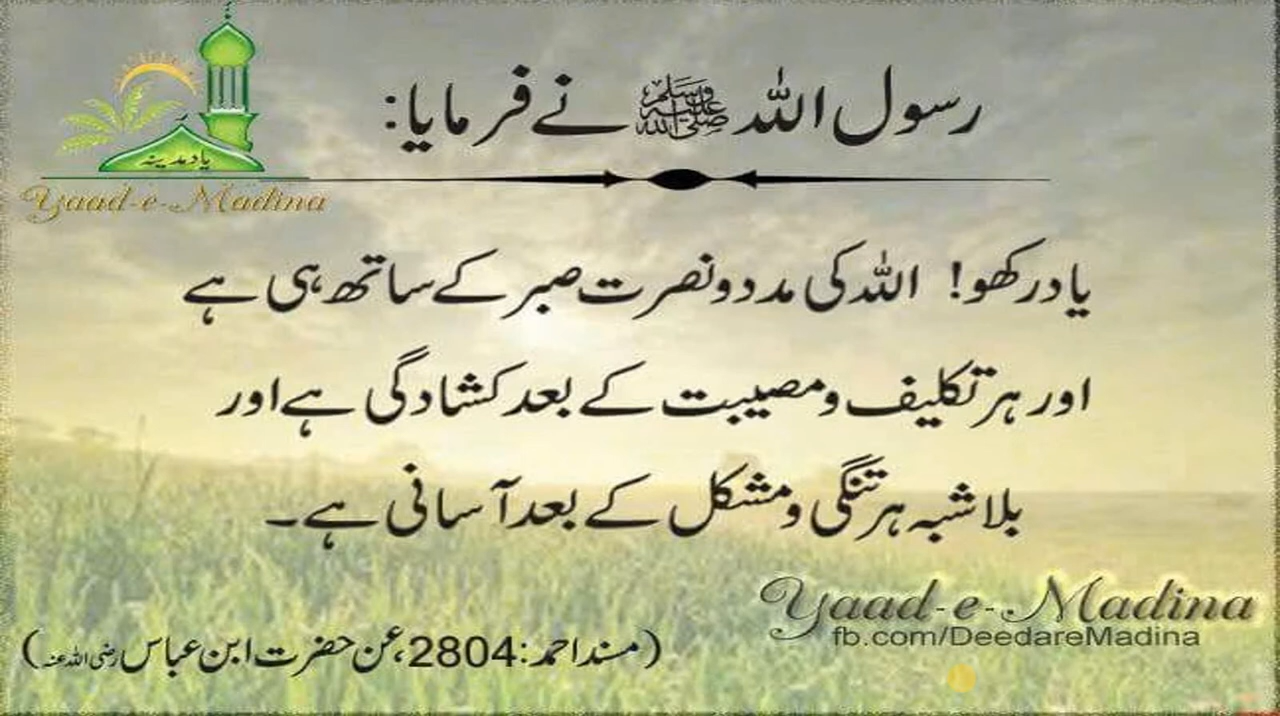 یاد مدینہ
Yaad-e-Madina
رسول اللہ ﷺ نے فرمایا:
یاد رکھو! اللہ کی مدد و نصرت صبر کے ساتھ ہی ہے
اور ہر تکلیف و مصیبت کے بعد کشادگی ہے اور
بلا شبہ ہر تنگی و مشکل کے بعد آسانی ہے۔
Yaad-e-Madina
fb.com/DeedareMadina
(مسند احمد: 2804، عن حضرت ابن عباس رضی اللہ عنہ)